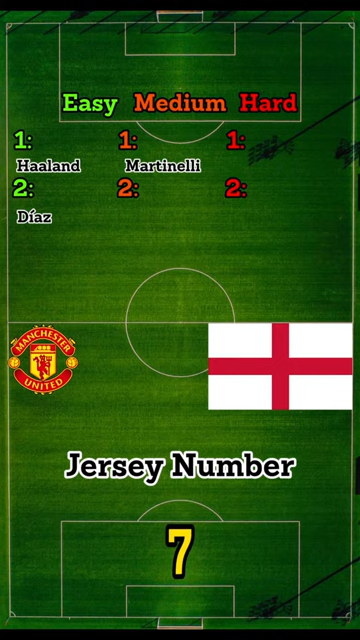 Easy Medium Hard
1: 1: 1:
Haaland Martinelli
2: 2: 2:
Díaz
MANCHESTER
UNITED
Jersey Number
7